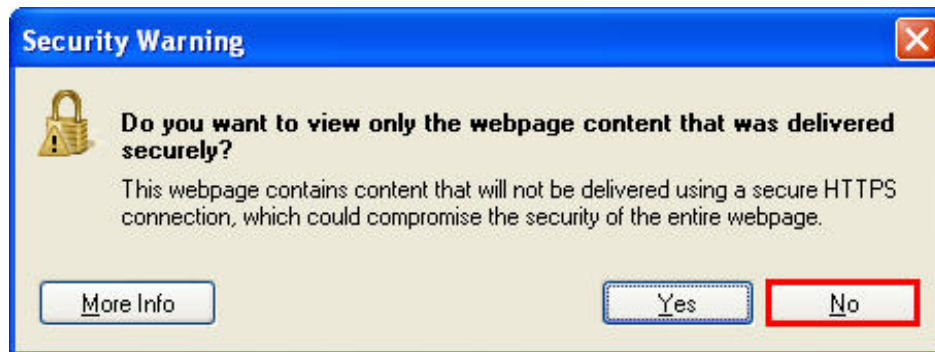 Security Warning
Do you want to view only the webpage content that was delivered
securely?
This webpage contains content that will not be delivered using a secure HTTPS
connection, which could compromise the security of the entire webpage.
More Info Yes No